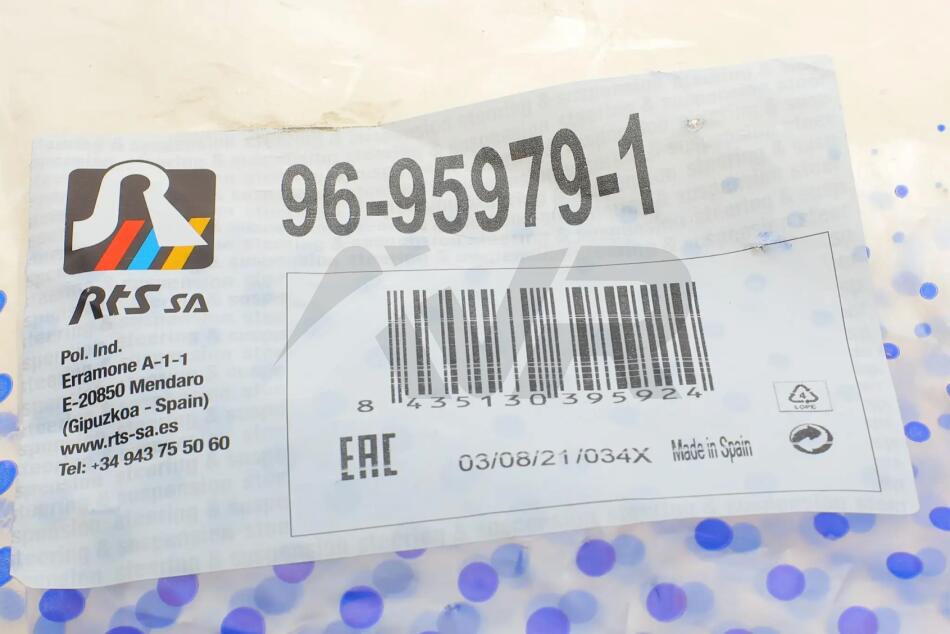 96-95979-1
RTS SA
Pol. Ind.
Erramone A-1-1
E-20850 Mendaro
(Gipuzkoa - Spain)
www.rts-sa.es
Tel: +34 943 75 50 60
8 435130 395924
4
LDPE
EAC
03/08/21/034X
Made in Spain